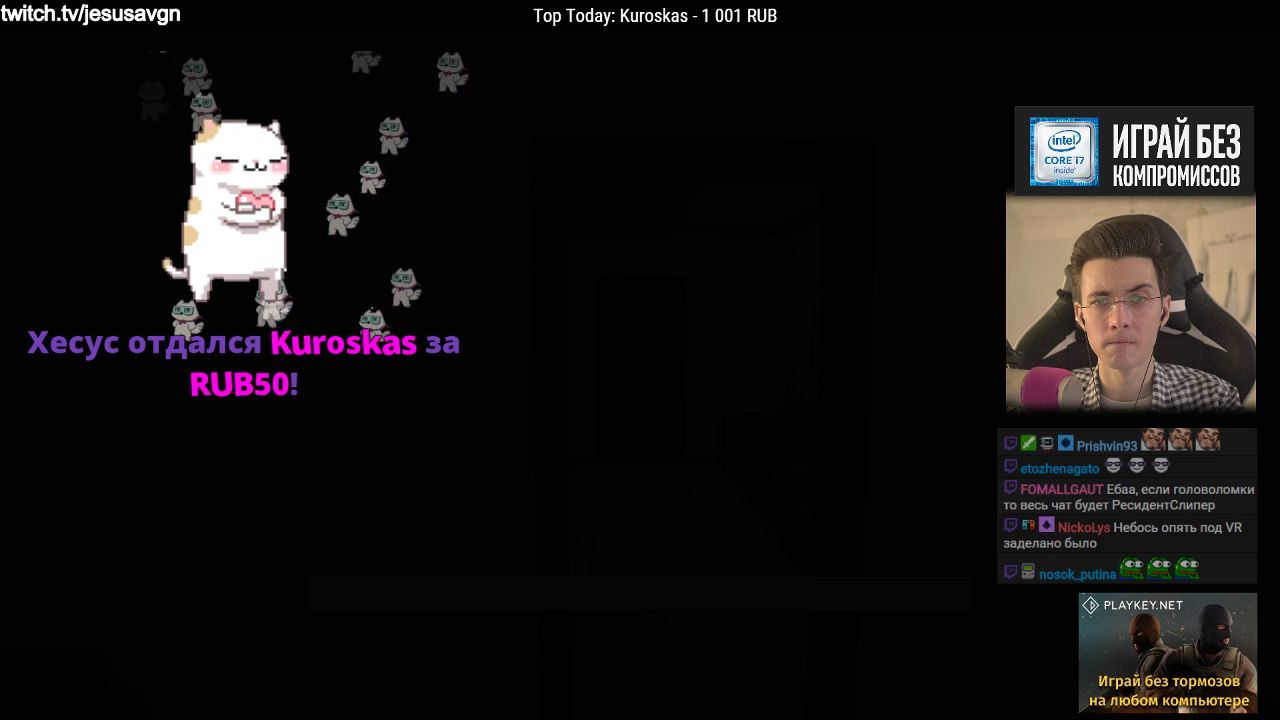 twitch.tv/jesusavgn
Top Today: Kuroskas - 1 001 RUB
Хесус отдался Kuroskas за
RUB50!
intel
CORE i7
inside
ИГРАЙ БЕЗ
КОМПРОМИССОВ
Prishvin93
etozhenagato
FOMALLGAUT Ебаа, если головоломки
то весь чат будет РесидентСлипер
NickoLys Небось опять под VR
заделано было
nosok_putina
PLAYKEY.NET
Играй без тормозов
на любом компьютере